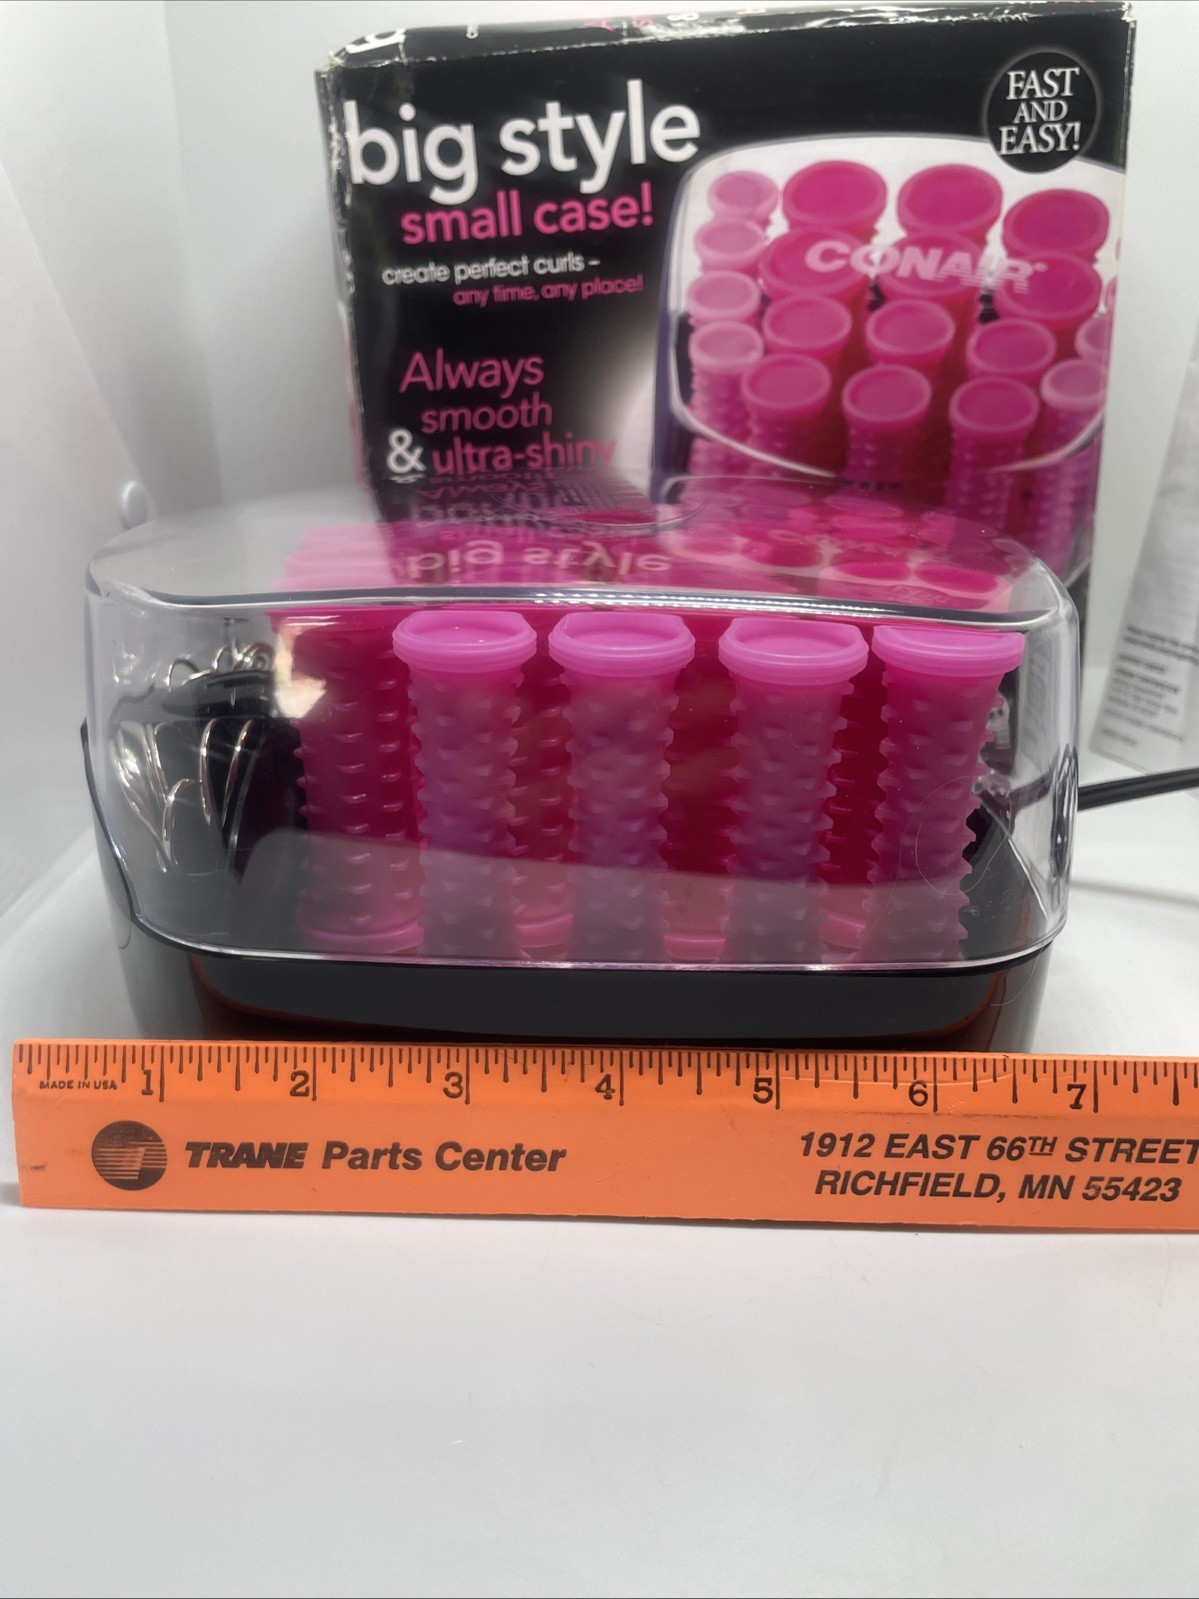 big style
small case!
create perfect curls -
any time, any place!
Always
smooth
& ultra-shiny
FAST
AND
EASY!
CONAIR
big style
MADE IN USA
1 2 3 4 5 6 7
TRANE Parts Center
1912 EAST 66TH STREET
RICHFIELD, MN 55423